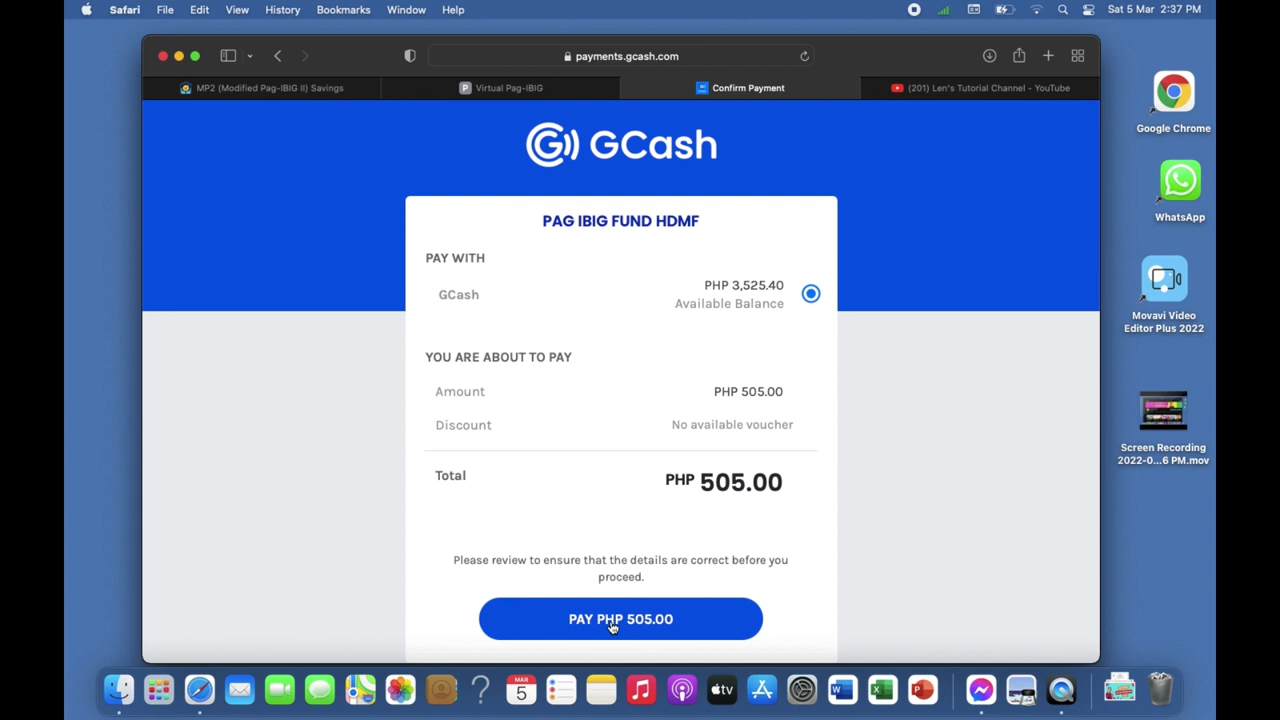 Safari File Edit View History Bookmarks Window Help Sat 5 Mar 2:37 PM
payments.gcash.com
MP2 (Modified Pag-IBIG II) Savings
Virtual Pag-IBIG
Confirm Payment
(201) Len's Tutorial Channel - YouTube
GCash
PAG IBIG FUND HDMF
PAY WITH
GCash PHP 3,525.40
Available Balance
YOU ARE ABOUT TO PAY
Amount PHP 505.00
Discount No available voucher
Total PHP 505.00
Please review to ensure that the details are correct before you
proceed.
PAY PHP 505.00
Google Chrome
WhatsApp
Movavi Video
Editor Plus 2022
Screen Recording
2022-0...6 PM.mov
MAR
5
tv
W
X
P